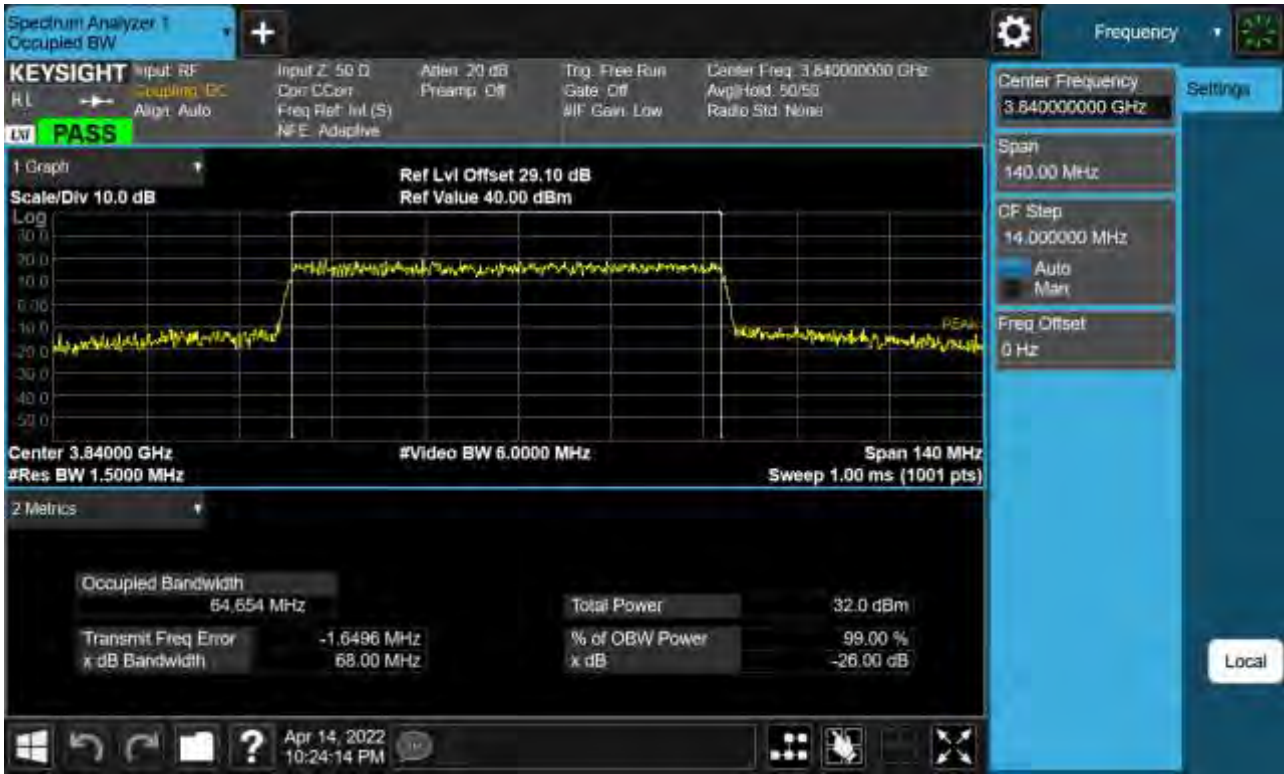 Spectrum Analyzer 1
Occupied BW
+
Frequency
KEYSIGHT
RL
PASS
Input: RF
Coupling: DC
Align: Auto
Input Z: 50 Ω
Corr CCorr
Freq Ref: Int (S)
NFE: Adaptive
Atten: 20 dB
Preamp: Off
Trig: Free Run
Gate: Off
#IF Gain: Low
Center Freq: 3.840000000 GHz
Avg|Hold: 50/50
Radio Std: None
Center Frequency
3.840000000 GHz
Settings
Span
140.00 MHz
CF Step
14.000000 MHz
Auto
Man
Freq Offset
0 Hz
Local
1 Graph
Scale/Div 10.0 dB
Ref Lvl Offset 29.10 dB
Ref Value 40.00 dBm
Log
30.0
20.0
10.0
0.00
-10.0
-20.0
-30.0
-40.0
-50.0
PEAK
Center 3.84000 GHz
#Video BW 6.0000 MHz
Span 140 MHz
#Res BW 1.5000 MHz
Sweep 1.00 ms (1001 pts)
2 Metrics
Occupied Bandwidth
64.654 MHz
Total Power 32.0 dBm
Transmit Freq Error -1.6496 MHz
% of OBW Power 99.00 %
x dB Bandwidth 68.00 MHz
x dB -26.00 dB
?
Apr 14, 2022
10:24:14 PM